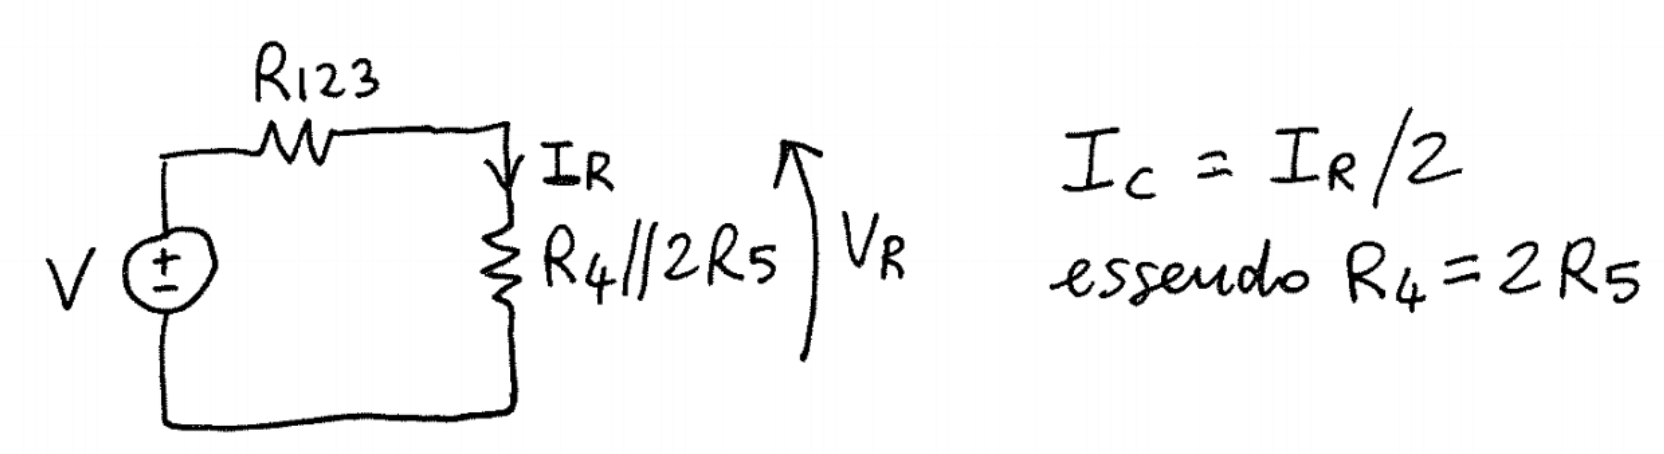 R123
IR
V
+
-
R4//2R5
VR
IC = IR/2
essendo R4=2R5